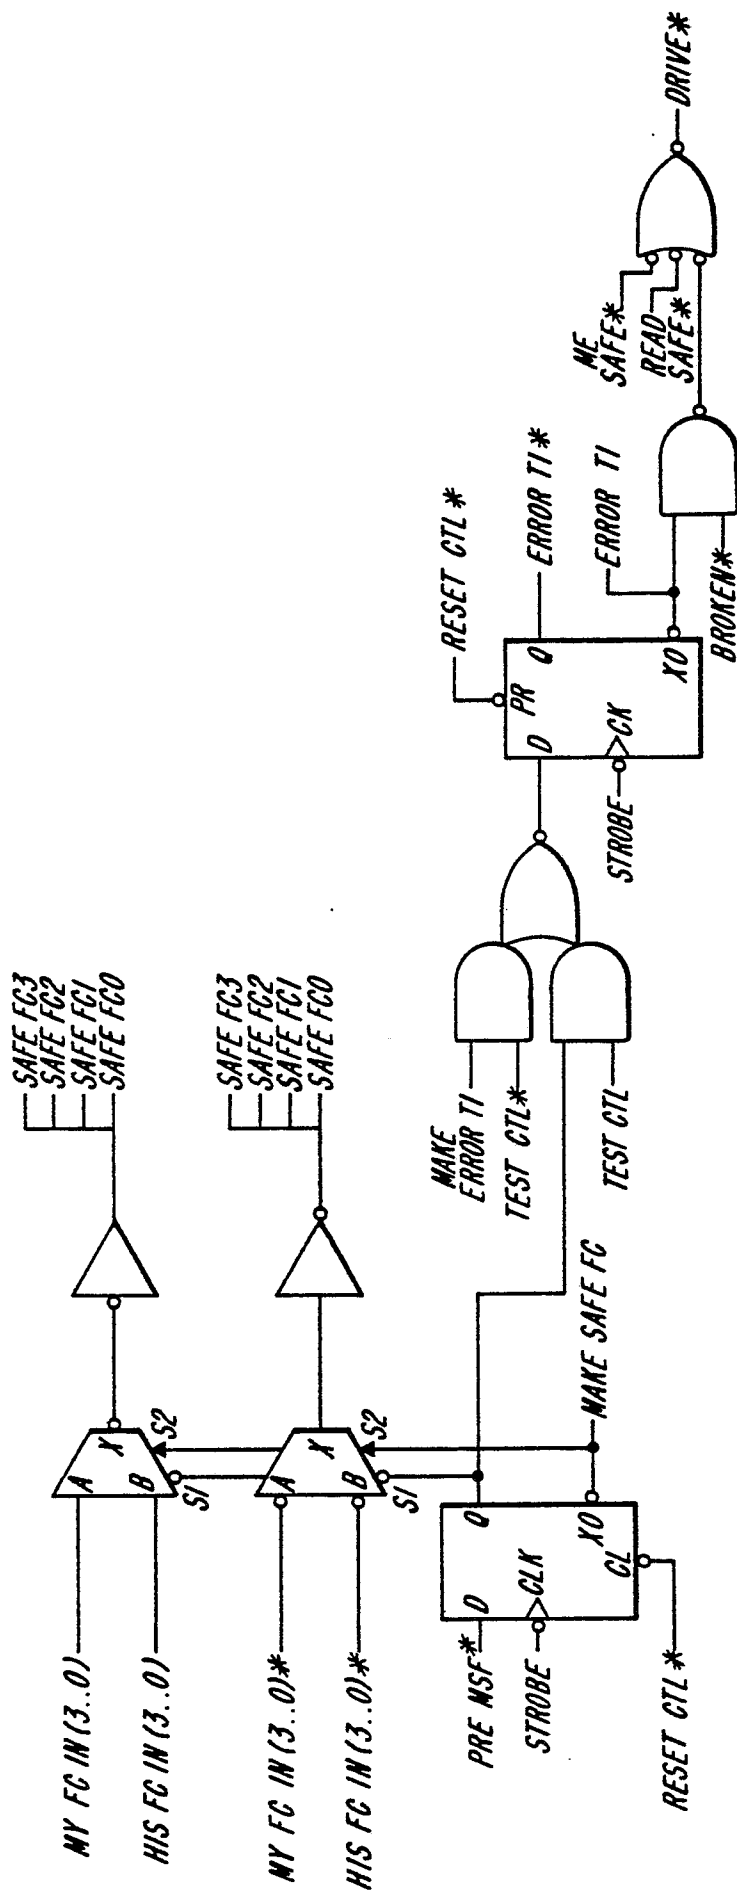 MY FC IN (3..0)
HIS FC IN (3..0)
A
B
X
S1
S2
SAFE FC3
SAFE FC2
SAFE FC1
SAFE FC0
MY FC IN (3..0)*
HIS FC IN (3..0)*
A
B
X
S1
S2
SAFE FC3
SAFE FC2
SAFE FC1
SAFE FC0
PRE MSF*
STROBE
RESET CTL*
D
CLK
Q
XO
CL
MAKE SAFE FC
MAKE
ERROR T1
TEST CTL*
TEST CTL
STROBE
RESET CTL*
D
PR
CK
Q
XO
ERROR T1*
ERROR T1
BROKEN*
ME
SAFE*
READ
SAFE*
DRIVE*